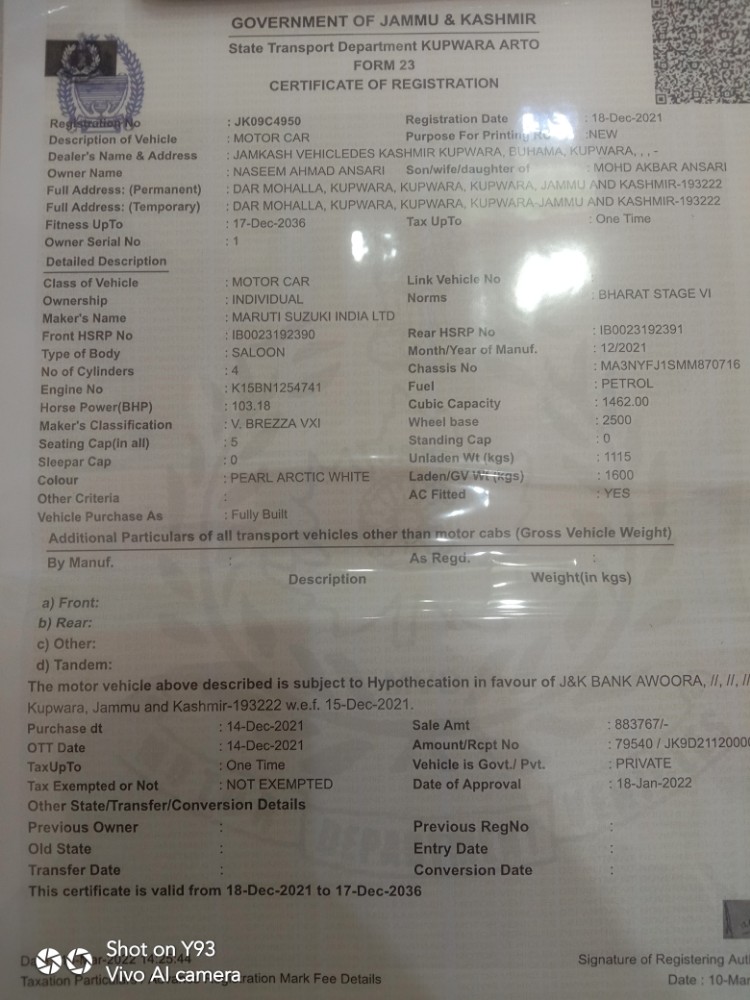 GOVERNMENT OF JAMMU & KASHMIR
State Transport Department KUPWARA ARTO
FORM 23
CERTIFICATE OF REGISTRATION
Registration No : JK09C4950 Registration Date : 18-Dec-2021
Description of Vehicle : MOTOR CAR Purpose For Printing :NEW
Dealer's Name & Address : JAMKASH VEHICLEDES KASHMIR KUPWARA, BUHAMA, KUPWARA, , , -
Owner Name : NASEEM AHMAD ANSARI Son/wife/daughter of : MOHD AKBAR ANSARI
Full Address: (Permanent) : DAR MOHALLA, KUPWARA, KUPWARA, KUPWARA, JAMMU AND KASHMIR-193222
Full Address: (Temporary) : DAR MOHALLA, KUPWARA, KUPWARA, KUPWARA-JAMMU AND KASHMIR-193222
Fitness UpTo : 17-Dec-2036 Tax UpTo : One Time
Owner Serial No : 1
Detailed Description
Class of Vehicle : MOTOR CAR Link Vehicle No
Ownership : INDIVIDUAL Norms : BHARAT STAGE VI
Maker's Name : MARUTI SUZUKI INDIA LTD
Front HSRP No : IB0023192390 Rear HSRP No : IB0023192391
Type of Body : SALOON Month/Year of Manuf. : 12/2021
No of Cylinders : 4 Chassis No : MA3NYFJ1SMM870716
Engine No : K15BN1254741 Fuel : PETROL
Horse Power(BHP) : 103.18 Cubic Capacity : 1462.00
Maker's Classification : V. BREZZA VXI Wheel base : 2500
Seating Cap(in all) : 5 Standing Cap : 0
Sleepar Cap : 0 Unladen Wt (kgs) : 1115
Colour : PEARL ARCTIC WHITE Laden/GV Wt (kgs) : 1600
Other Criteria : AC Fitted : YES
Vehicle Purchase As : Fully Built
Additional Particulars of all transport vehicles other than motor cabs (Gross Vehicle Weight)
By Manuf. : As Regd. :
Description Weight(in kgs)
a) Front:
b) Rear:
c) Other:
d) Tandem:
The motor vehicle above described is subject to Hypothecation in favour of J&K BANK AWOORA, //, //, //
Kupwara, Jammu and Kashmir-193222 w.e.f. 15-Dec-2021.
Purchase dt : 14-Dec-2021 Sale Amt : 883767/-
OTT Date : 14-Dec-2021 Amount/Rcpt No : 79540 / JK9D21120000
TaxUpTo : One Time Vehicle is Govt./ Pvt. : PRIVATE
Tax Exempted or Not : NOT EXEMPTED Date of Approval : 18-Jan-2022
Other State/Transfer/Conversion Details
Previous Owner : Previous RegNo :
Old State : Entry Date :
Transfer Date : Conversion Date :
This certificate is valid from 18-Dec-2021 to 17-Dec-2036
14:25:44 Signature of Registering
Taxation Registration Mark Fee Details Date : 10-Mar
Shot on Y93
Vivo AI camera